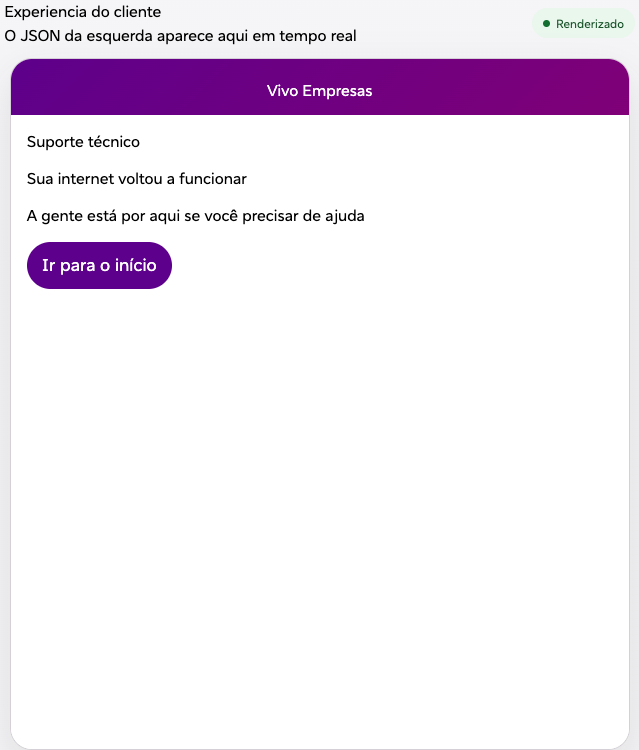 Experiencia do cliente
O JSON da esquerda aparece aqui em tempo real
Renderizado
Vivo Empresas
Suporte técnico
Sua internet voltou a funcionar
A gente está por aqui se você precisar de ajuda
Ir para o início